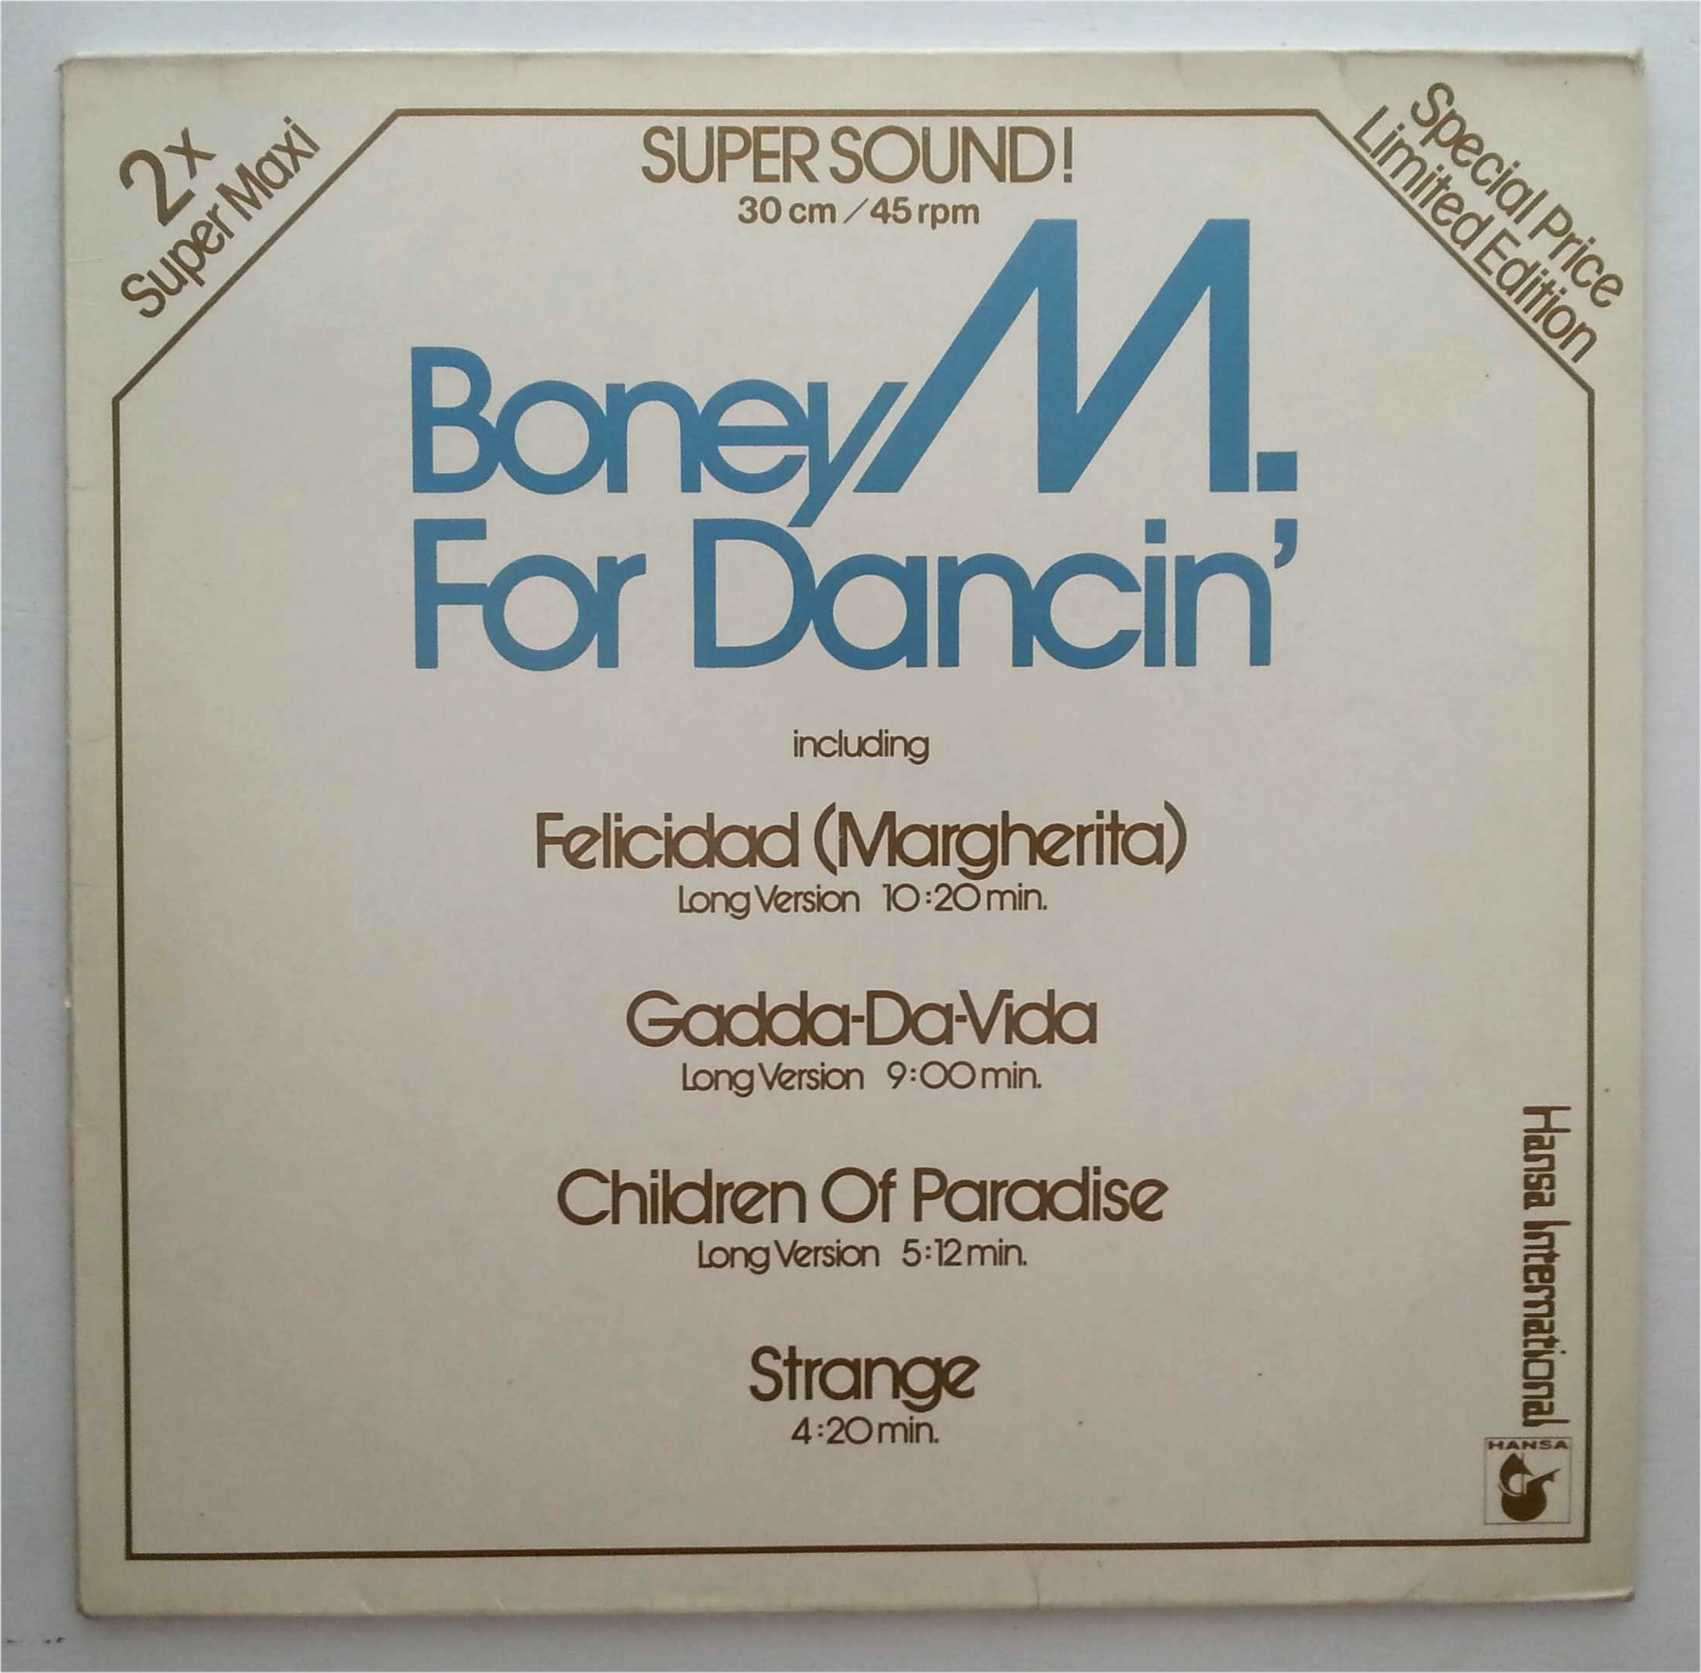 2x
Super Maxi
SUPER SOUND!
30 cm / 45 rpm
Special Price
Limited Edition
Boney M.
For Dancin'
including
Felicidad (Margherita)
Long Version 10:20 min.
Gadda-Da-Vida
Long Version 9:00 min.
Children Of Paradise
Long Version 5:12 min.
Strange
4:20 min.
Hansa International
HANSA